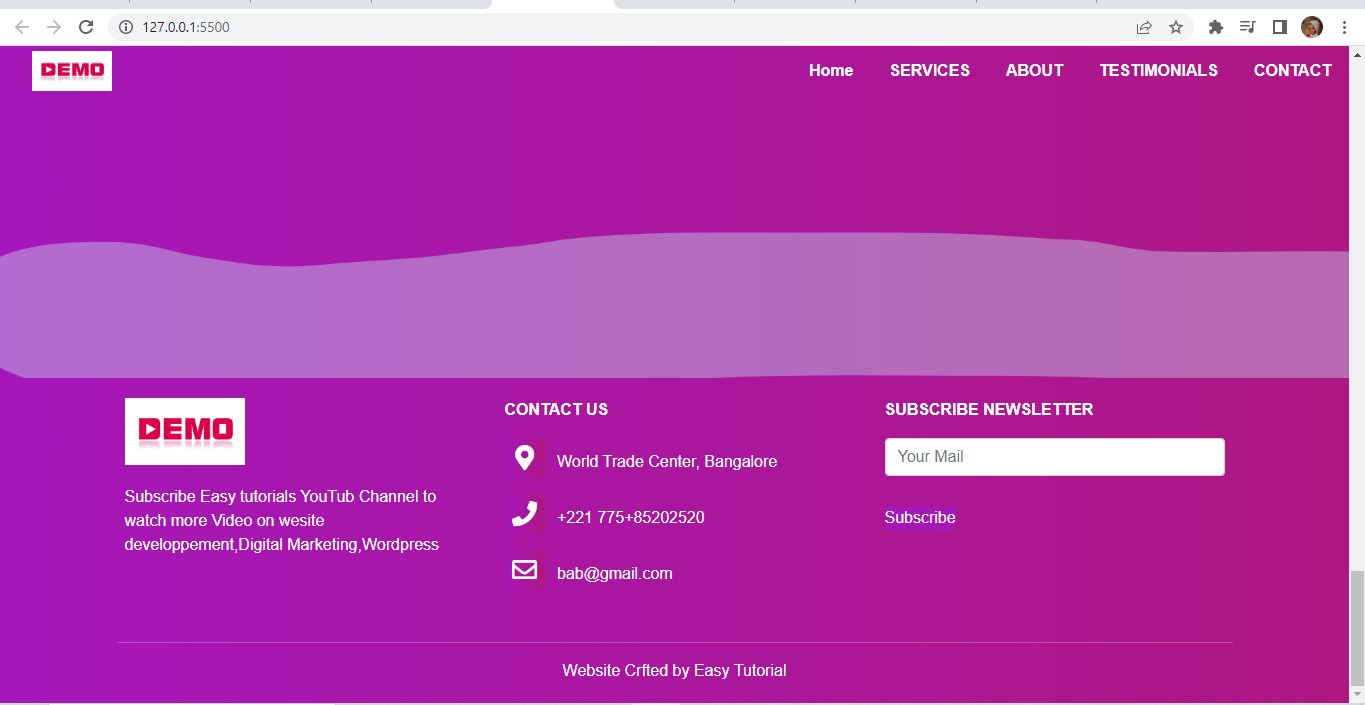 127.0.0.1:5500
DEMO
Home SERVICES ABOUT TESTIMONIALS CONTACT
DEMO
Subscribe Easy tutorials YouTub Channel to
watch more Video on wesite
developpement,Digital Marketing,Wordpress
CONTACT US
World Trade Center, Bangalore
+221 775+85202520
bab@gmail.com
SUBSCRIBE NEWSLETTER
Your Mail
Subscribe
Website Crfted by Easy Tutorial